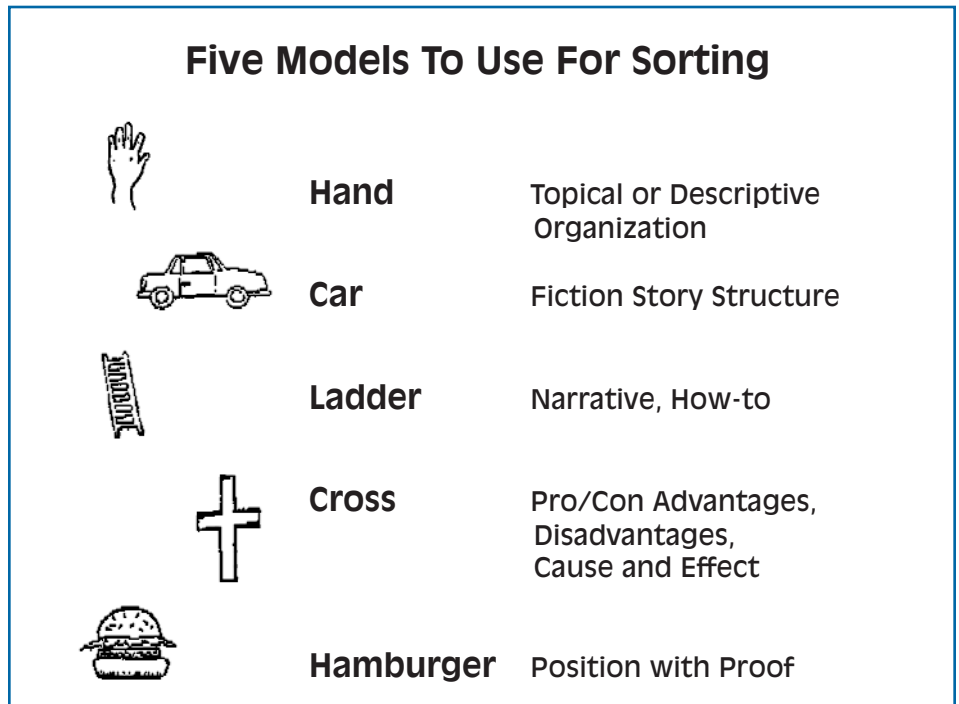 Five Models To Use For Sorting
Hand Topical or Descriptive
Organization
Car Fiction Story Structure
Ladder Narrative, How-to
Cross Pro/Con Advantages,
Disadvantages,
Cause and Effect
Hamburger Position with Proof